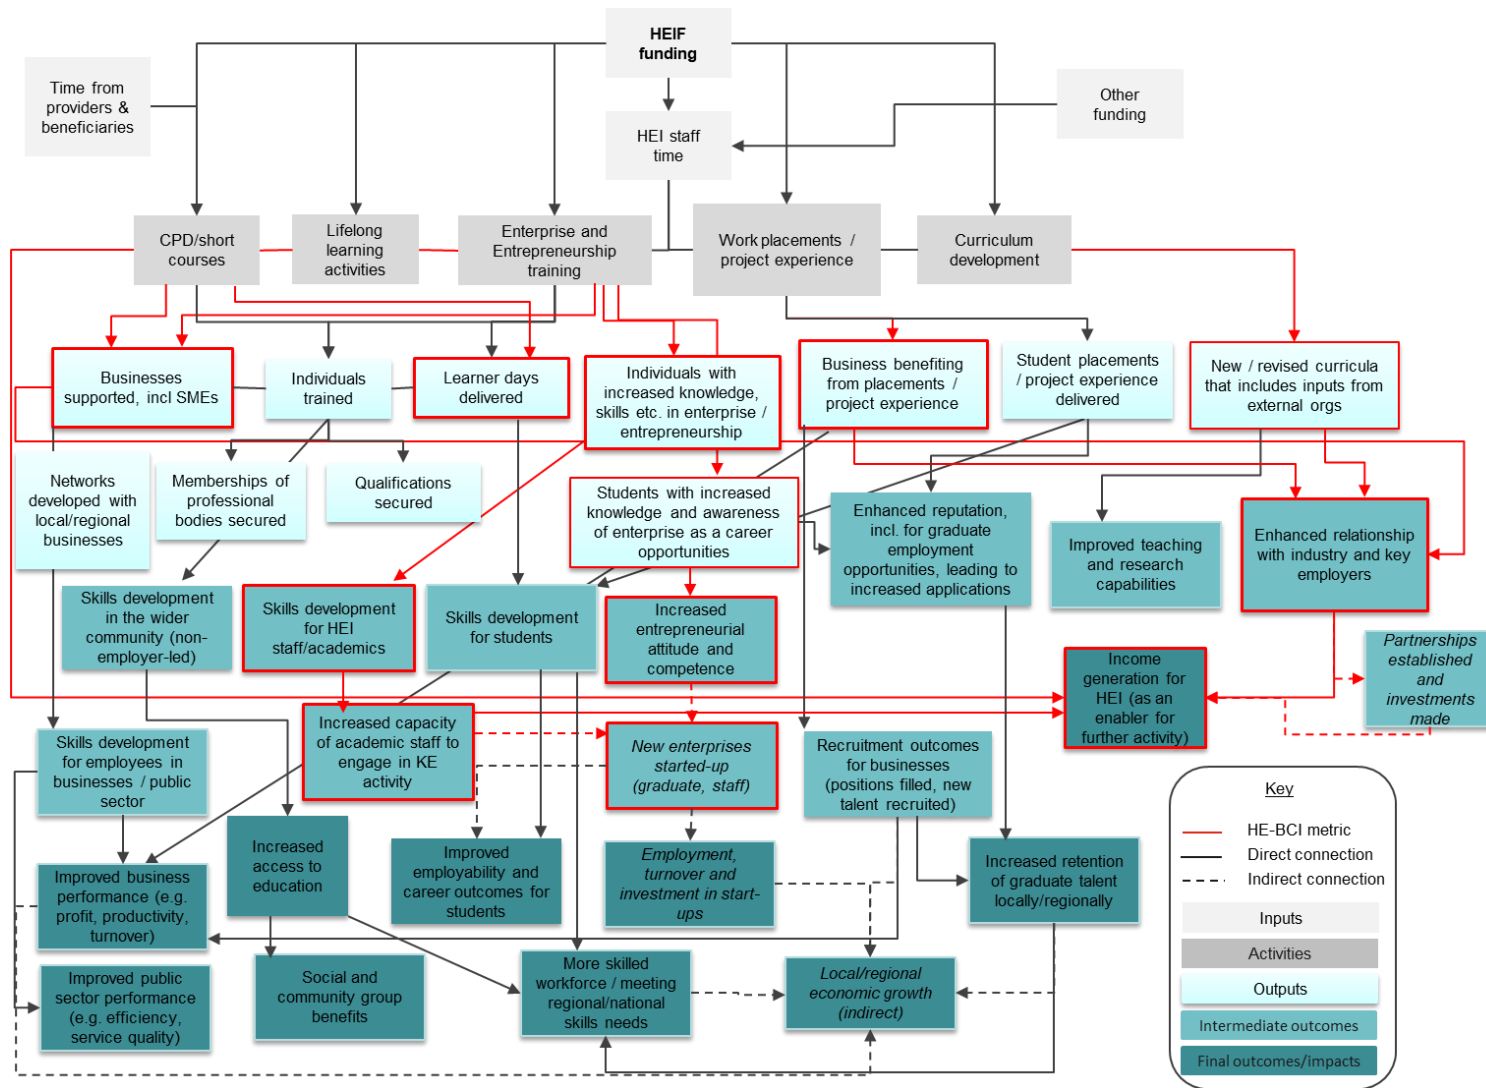 HEIF
funding
Time from
providers &
beneficiaries
Other
funding
HEI staff
time
CPD/short
courses
Lifelong
learning
activities
Enterprise and
Entrepreneurship
training
Work placements /
project experience
Curriculum
development
Businesses
supported, incl SMEs
Individuals
trained
Learner days
delivered
Individuals with
increased knowledge,
skills etc. in enterprise /
entrepreneurship
Business benefiting
from placements /
project experience
Student placements
/ project experience
delivered
New / revised curricula
that includes inputs from
external orgs
Networks
developed with
local/regional
businesses
Memberships of
professional
bodies secured
Qualifications
secured
Students with increased
knowledge and awareness
of enterprise as a career
opportunities
Enhanced reputation,
incl. for graduate
employment
opportunities, leading to
increased applications
Improved teaching
and research
capabilities
Enhanced relationship
with industry and key
employers
Skills development
in the wider
community (non-
employer-led)
Skills development
for HEI
staff/academics
Skills development
for students
Increased
entrepreneurial
attitude and
competence
Income
generation for
HEI (as an
enabler for
further activity)
Partnerships
established
and
investments
made
Skills development
for employees in
businesses / public
sector
Increased capacity
of academic staff to
engage in KE
activity
New enterprises
started-up
(graduate, staff)
Recruitment outcomes
for businesses
(positions filled, new
talent recruited)
Improved business
performance (e.g.
profit, productivity,
turnover)
Increased
access to
education
Improved
employability and
career outcomes for
students
Employment,
turnover and
investment in start-
ups
Increased retention
of graduate talent
locally/regionally
Improved public
sector performance
(e.g. efficiency,
service quality)
Social and
community group
benefits
More skilled
workforce / meeting
regional/national
skills needs
Local/regional
economic growth
(indirect)
Key
HE-BCI metric
Direct connection
Indirect connection
Inputs
Activities
Outputs
Intermediate outcomes
Final outcomes/impacts